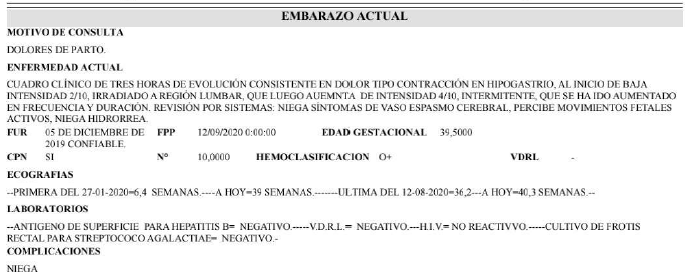 EMBARAZO ACTUAL
MOTIVO DE CONSULTA
DOLORES DE PARTO.
ENFERMEDAD ACTUAL
CUADRO CLÍNICO DE TRES HORAS DE EVOLUCIÓN CONSISTENTE EN DOLOR TIPO CONTRACCIÓN EN HIPOGASTRIO, AL INICIO DE BAJA
INTENSIDAD 2/10, IRRADIADO A REGIÓN LUMBAR, QUE LUEGO AUEMNTA DE INTENSIDAD 4/10, INTERMITENTE, QUE SE HA IDO AUMENTADO
EN FRECUENCIA Y DURACIÓN. REVISIÓN POR SISTEMAS: NIEGA SÍNTOMAS DE VASO ESPASMO CEREBRAL, PERCIBE MOVIMIENTOS FETALES
ACTIVOS, NIEGA HIDRORREA.
FUR 05 DE DICIEMBRE DE FPP 12/09/2020 0:00:00 EDAD GESTACIONAL 39,5000
2019 CONFIABLE.
CPN SI N° 10,0000 HEMOCLASIFICACION O+ VDRL -
ECOGRAFIAS
--PRIMERA DEL 27-01-2020=6,4 SEMANAS.----A HOY=39 SEMANAS.-------ULTIMA DEL 12-08-2020=36,2---A HOY=40,3 SEMANAS.--
LABORATORIOS
--ANTIGENO DE SUPERFICIE PARA HEPATITIS B= NEGATIVO.-----V.D.R.L.= NEGATIVO.---H.I.V.= NO REACTIVVO.-----CULTIVO DE FROTIS
RECTAL PARA STREPTOCOCO AGALACTIAE= NEGATIVO.-
COMPLICACIONES
NIEGA